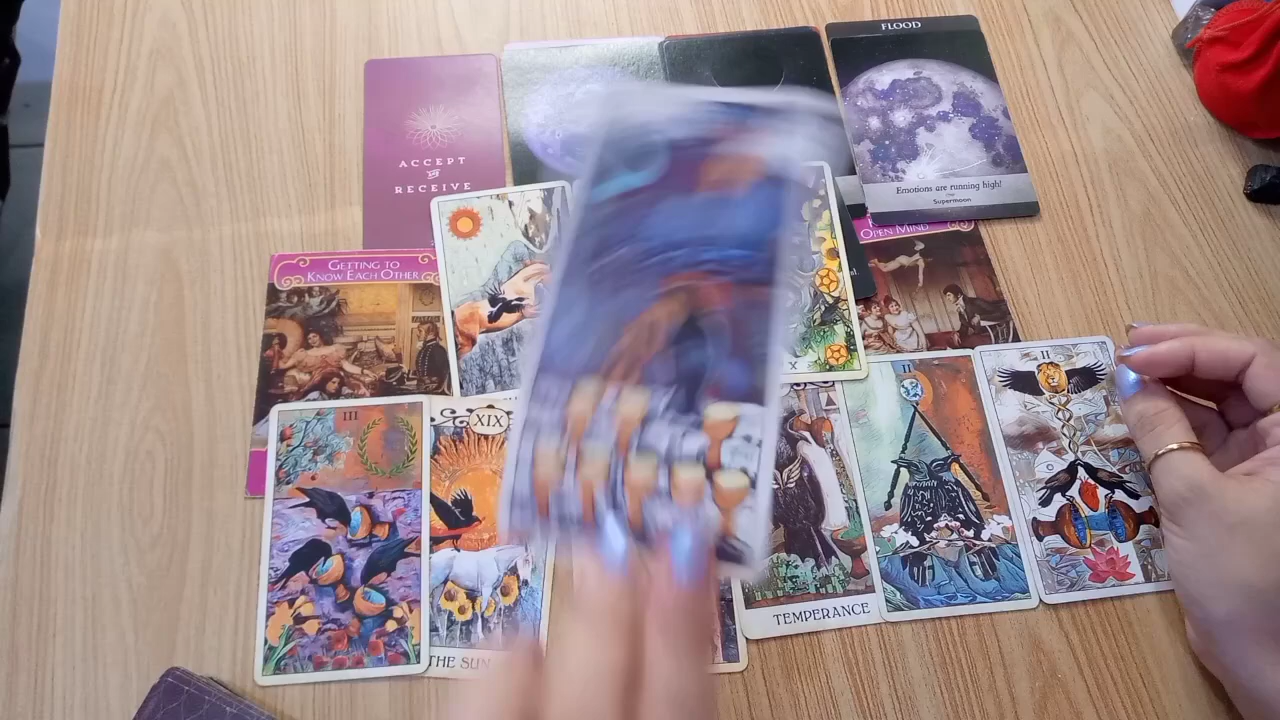 FLOOD
ACCEPT
AND
RECEIVE
Emotions are running high!
Supermoon
OPEN MIND
GETTING TO
KNOW EACH OTHER
X
III
XIX
II
II
THE SUN
TEMPERANCE